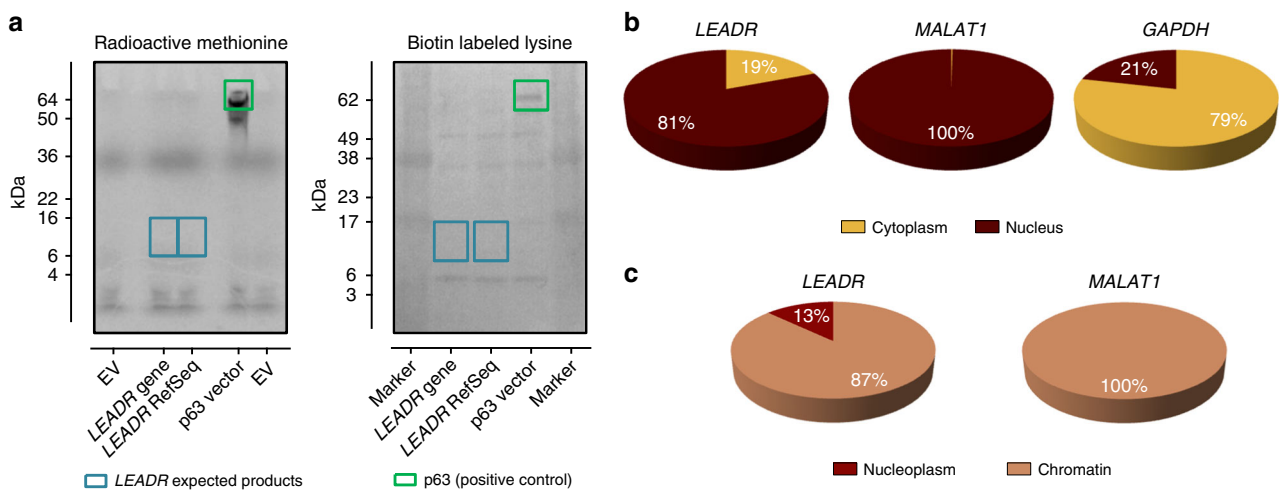 a
Radioactive methionine
kDa
64
50
36
22
16
6
4
EV
LEADR gene
LEADR RefSeq
p63 vector
EV
Biotin labeled lysine
kDa
62
49
38
23
17
6
3
Marker
LEADR gene
LEADR RefSeq
p63 vector
Marker
LEADR expected products
p63 (positive control)
b
LEADR
19%
81%
MALAT1
100%
GAPDH
21%
79%
Cytoplasm
Nucleus
c
LEADR
13%
87%
MALAT1
100%
Nucleoplasm
Chromatin